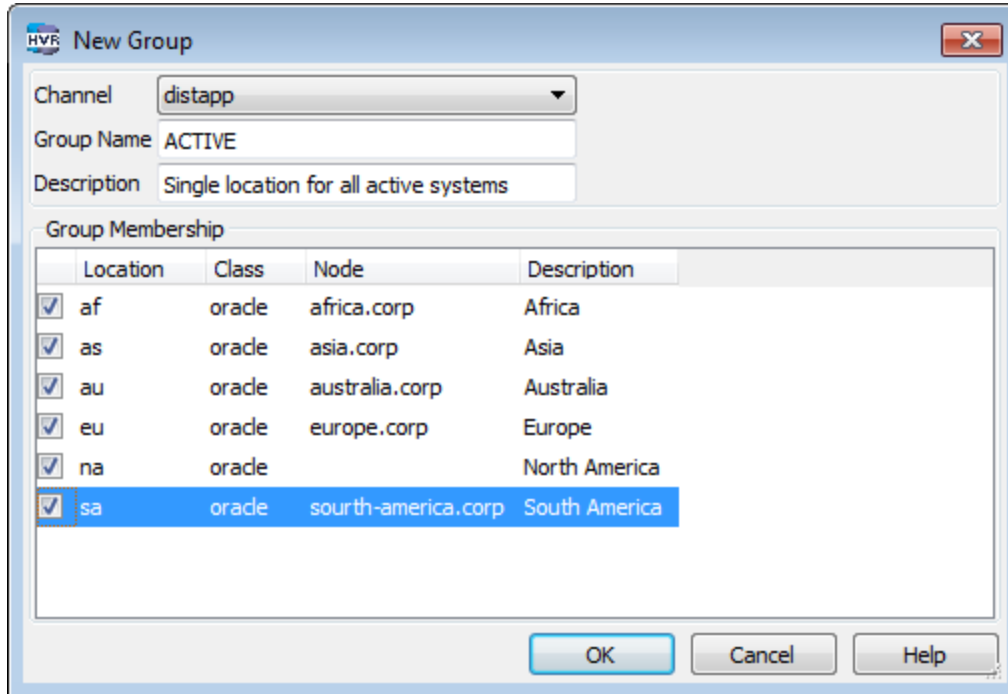 HVR New Group
Channel distapp
Group Name ACTIVE
Description Single location for all active systems
Group Membership
Location Class Node Description
af oracle africa.corp Africa
as oracle asia.corp Asia
au oracle australia.corp Australia
eu oracle europe.corp Europe
na oracle North America
sa oracle sourth-america.corp South America
OK Cancel Help